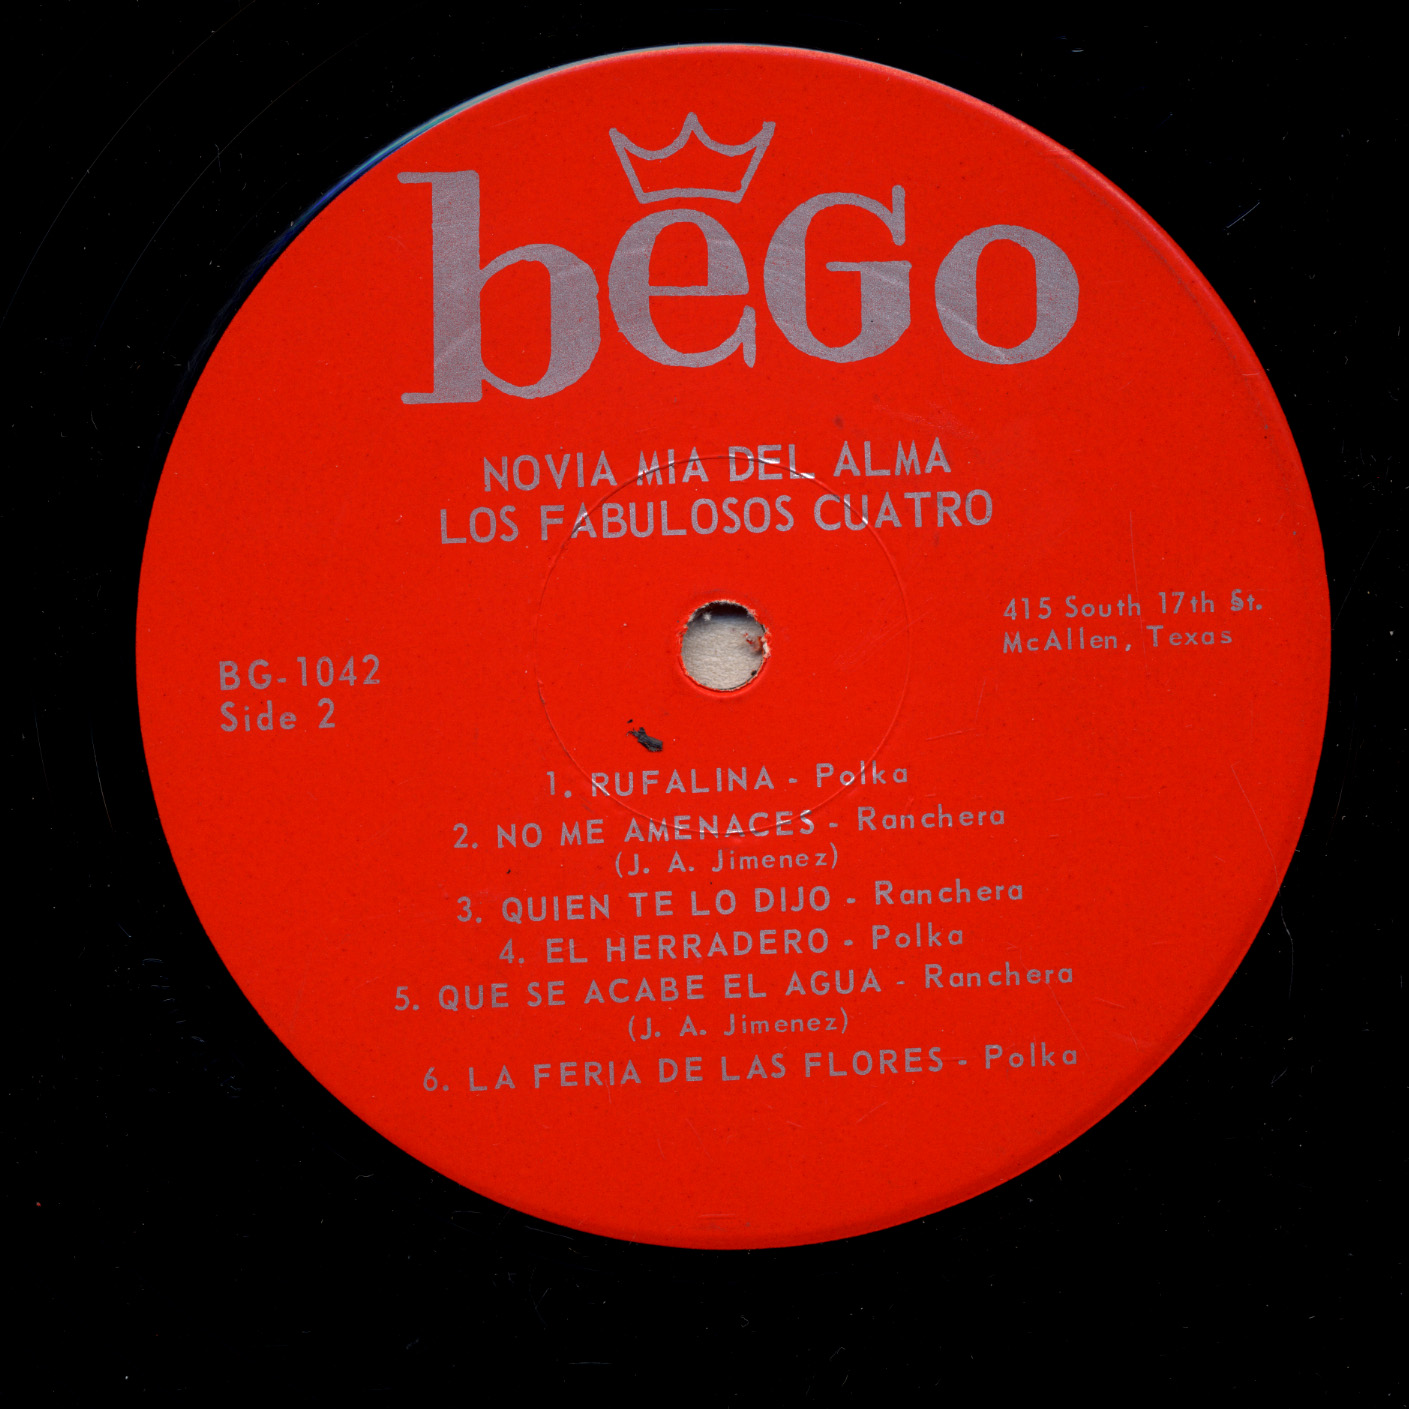 beGo
NOVIA MIA DEL ALMA
LOS FABULOSOS CUATRO
415 South 17th St.
McAllen, Texas
BG-1042
Side 2
1. RUFALINA - Polka
2. NO ME AMENACES - Ranchera
(J. A. Jimenez)
3. QUIEN TE LO DIJO - Ranchera
4. EL HERRADERO - Polka
5. QUE SE ACABE EL AGUA - Ranchera
(J. A. Jimenez)
6. LA FERIA DE LAS FLORES - Polka